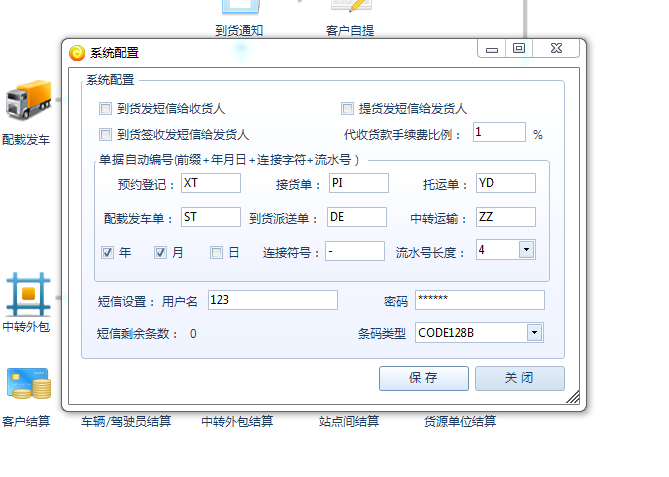 到货通知 客户自提
系统配置
系统配置
到货发短信给收货人 提货发短信给发货人
配载发车 到货签收发短信给发货人 代收货款手续费比例： 1 %
单据自动编号(前缀+年月日+连接字符+流水号)
预约登记： XT 接货单： PI 托运单： YD
配载发车单： ST 到货派送单： DE 中转运输： ZZ
年 月 日 连接符号： - 流水号长度： 4
短信设置： 用户名 123 密码 ******
中转外包
短信剩余条数： 0 条码类型 CODE128B
保 存 关 闭
客户结算 车辆/驾驶员结算 中转外包结算 站点间结算 货源单位结算